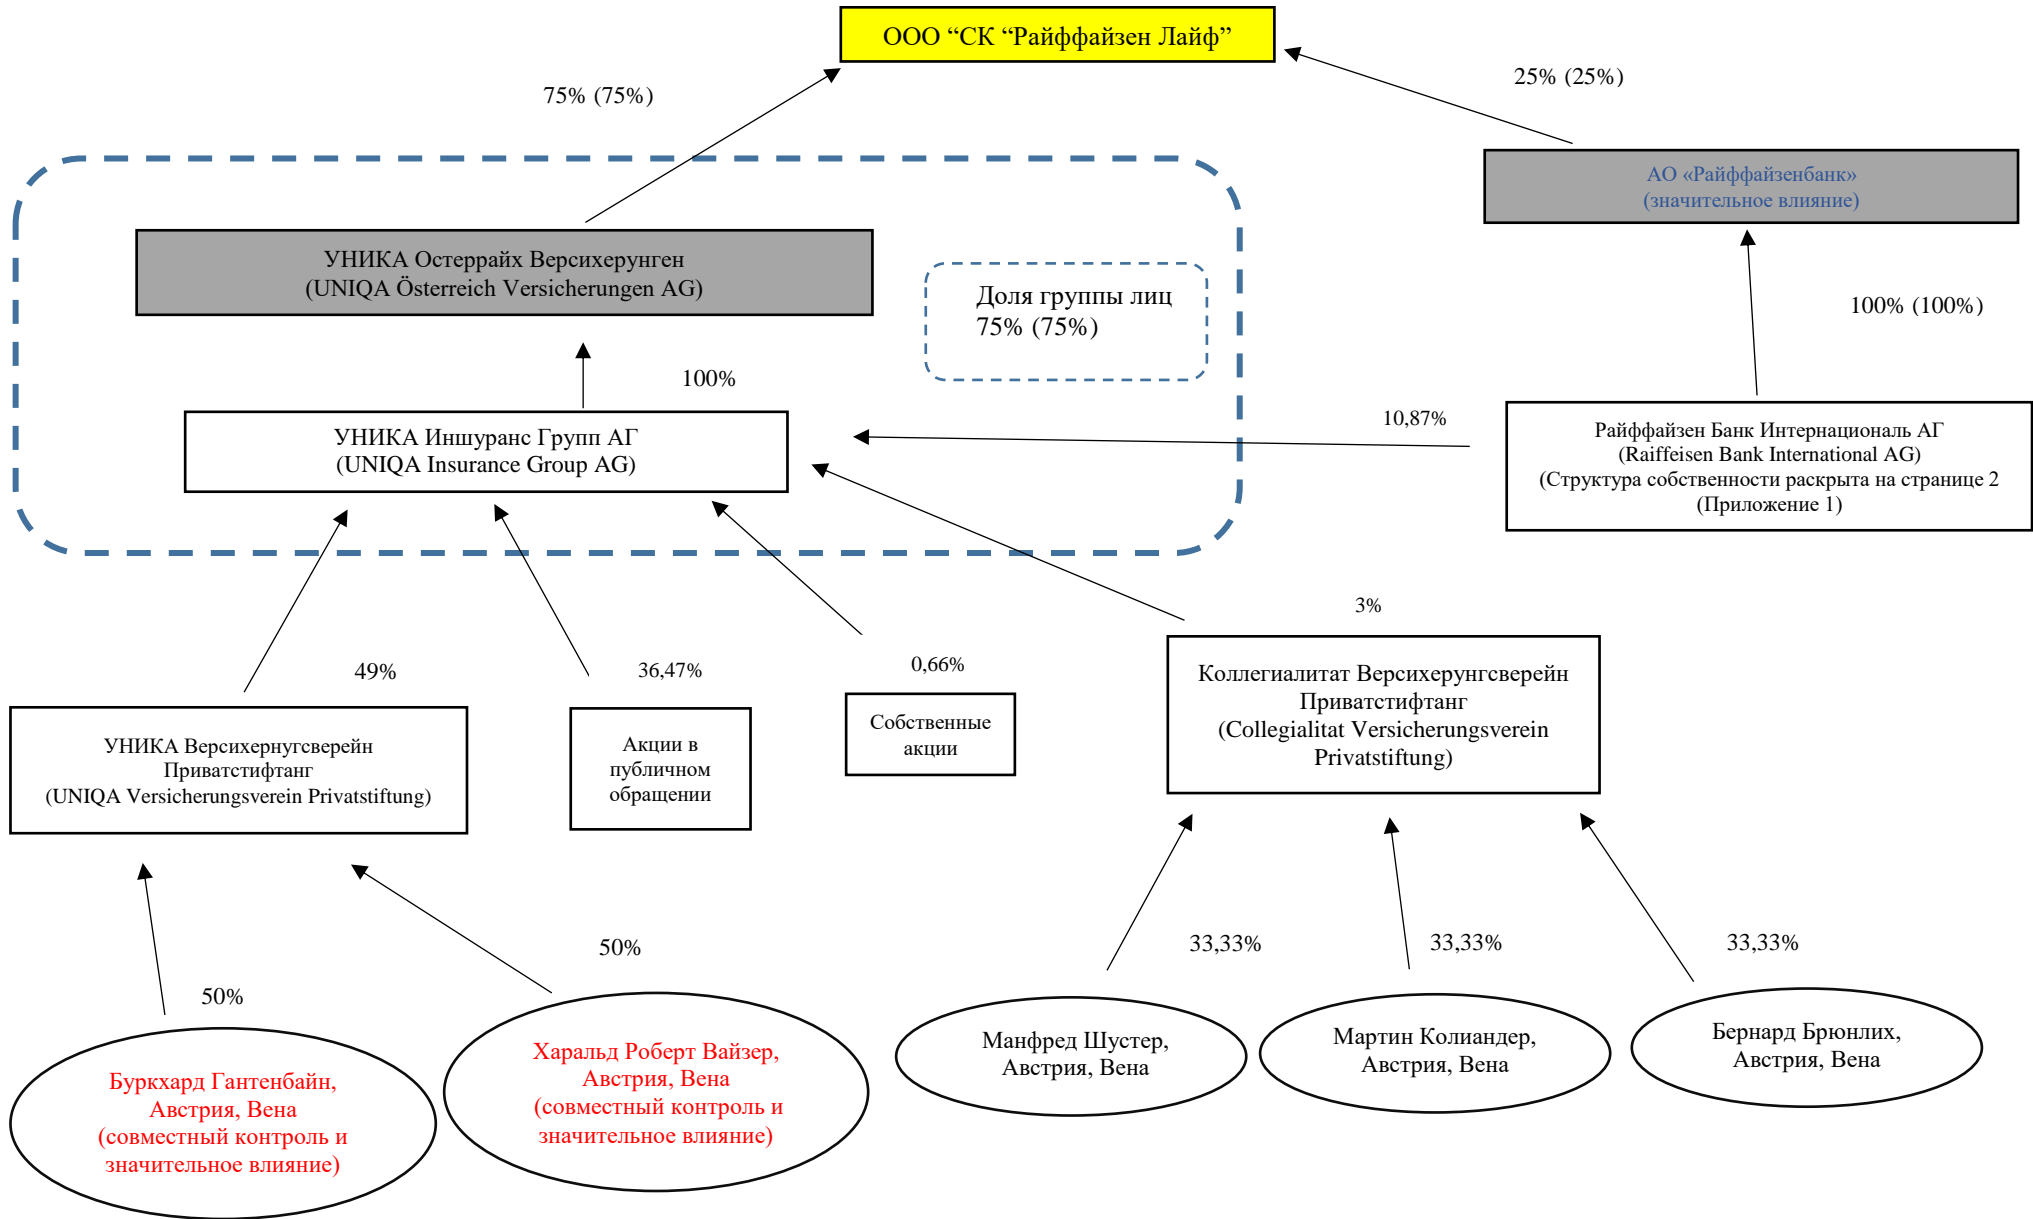 ООО “СК “Райффайзен Лайф”
75% (75%)
25% (25%)
АО «Райффайзенбанк»
(значительное влияние)
УНИКА Остеррайх Версихерунген
(UNIQA Österreich Versicherungen AG)
Доля группы лиц
75% (75%)
100% (100%)
100%
10,87%
УНИКА Иншуранс Групп АГ
(UNIQA Insurance Group AG)
Райффайзен Банк Интернациональ АГ
(Raiffeisen Bank International AG)
(Структура собственности раскрыта на странице 2
(Приложение 1)
3%
49%
36,47%
0,66%
УНИКА Версихернугсверейн
Приватстифтанг
(UNIQA Versicherungsverein Privatstiftung)
Акции в
публичном
обращении
Собственные
акции
Коллегиалитат Версихерунгсверейн
Приватстифтанг
(Collegialitat Versicherungsverein
Privatstiftung)
50%
50%
33,33%
33,33%
33,33%
Буркхард Гантенбайн,
Австрия, Вена
(совместный контроль и
значительное влияние)
Харальд Роберт Вайзер,
Австрия, Вена
(совместный контроль и
значительное влияние)
Манфред Шустер,
Австрия, Вена
Мартин Колиандер,
Австрия, Вена
Бернард Брюнлих,
Австрия, Вена